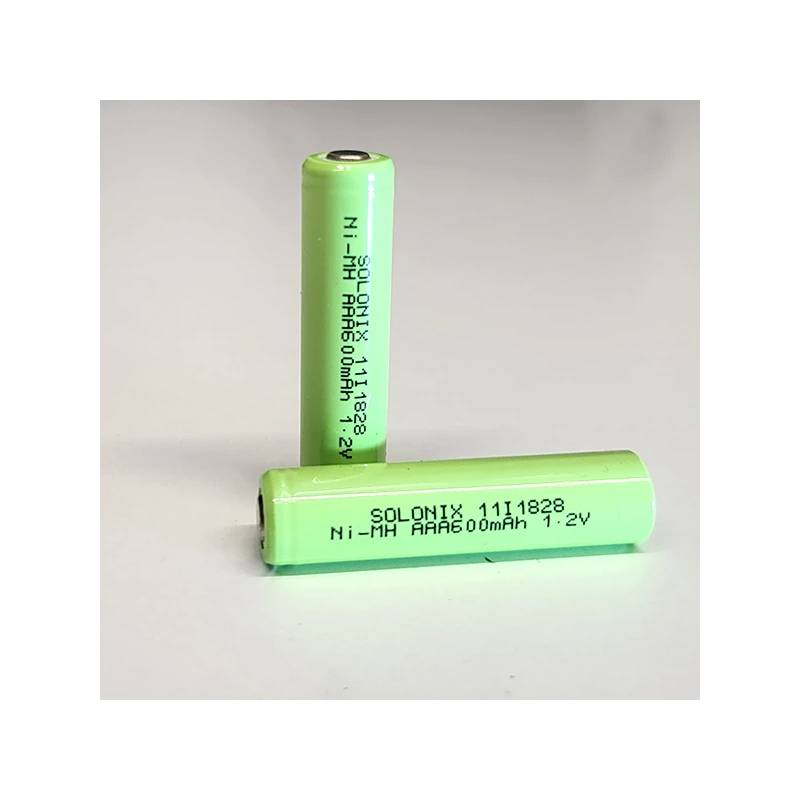 SOLONIX 11I1828
Ni-MH AAA600mAh 1.2V
SOLONIX 11I1828
Ni-MH AAA600mAh 1.2V